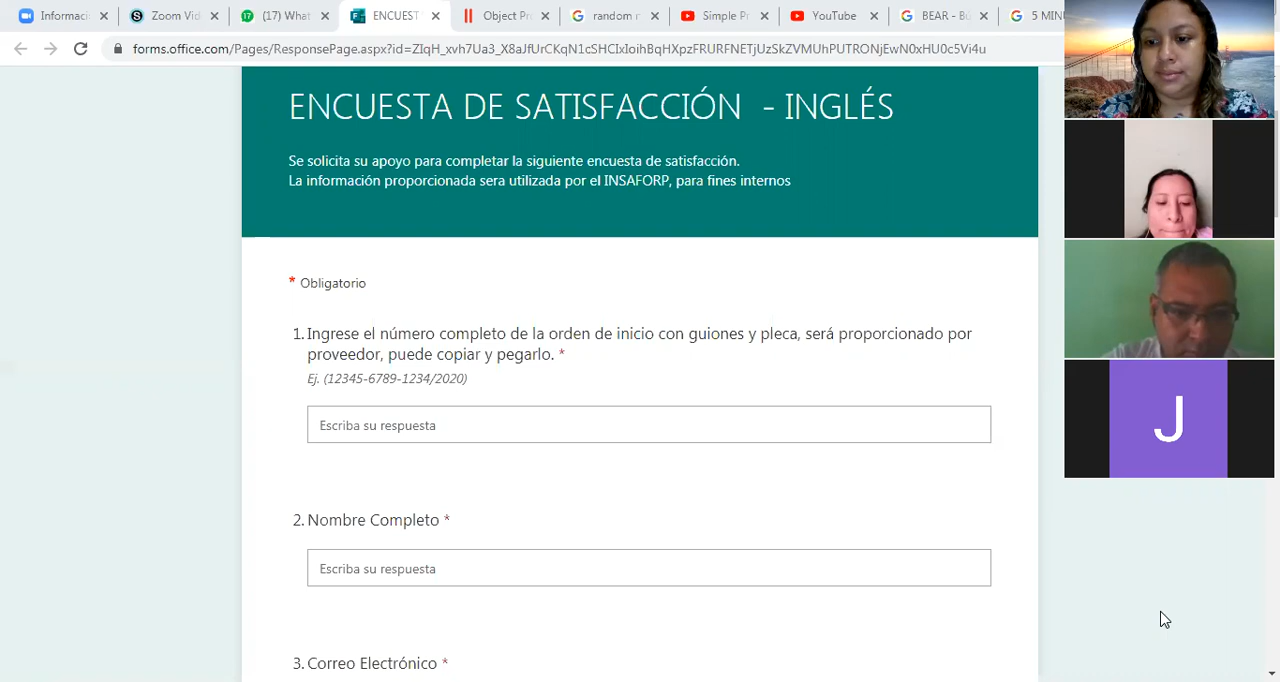 Informaci
Zoom Vid
(17) What
ENCUEST
Object Pr
random r
Simple Pr
YouTube
BEAR - B
5 MIN
forms.office.com/Pages/ResponsePage.aspx?id=
ENCUESTA DE SATISFACCIÓN - INGLÉS
Se solicita su apoyo para completar la siguiente encuesta de satisfacción.
La información proporcionada sera utilizada por el INSAFORP, para fines internos
* Obligatorio
1. Ingrese el número completo de la orden de inicio con guiones y pleca, será proporcionado por
proveedor, puede copiar y pegarlo. *
Ej. (12345-6789-1234/2020)
Escriba su respuesta
2. Nombre Completo *
Escriba su respuesta
3. Correo Electrónico *
J